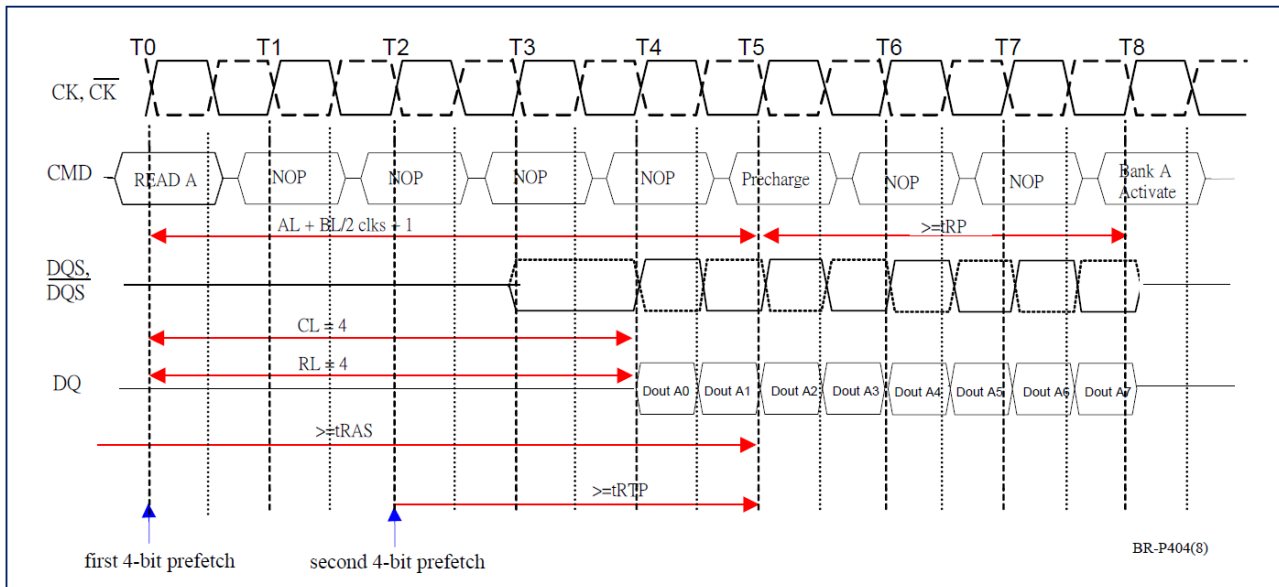 T0 T1 T2 T3 T4 T5 T6 T7 T8
CK, CK
CMD READ A NOP NOP NOP NOP Precharge NOP NOP Bank A Activate
AL + BL/2 clks + 1 >=tRP
DQS,
DQS
CL = 4
RL = 4
DQ Dout A0 Dout A1 Dout A2 Dout A3 Dout A4 Dout A5 Dout A6 Dout A7
>=tRAS
>=tRTP
first 4-bit prefetch second 4-bit prefetch BR-P404(8)